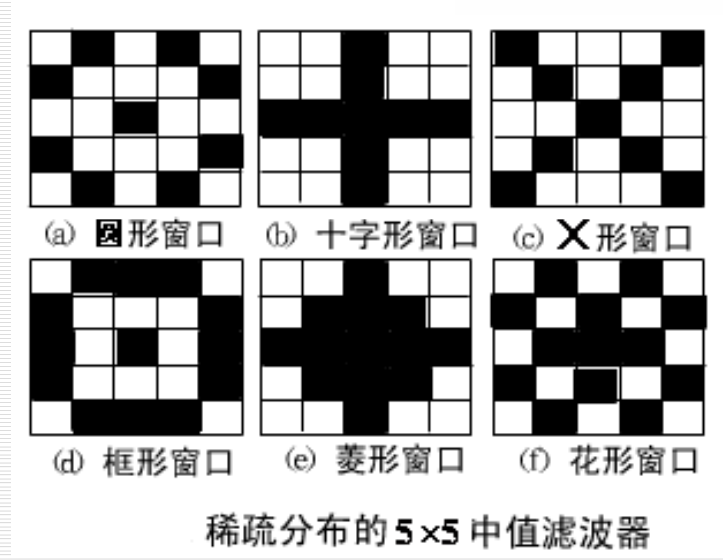 (a) 圆形窗口 (b) 十字形窗口 (c) X形窗口
(d) 框形窗口 (e) 菱形窗口 (f) 花形窗口
稀疏分布的5×5中值滤波器